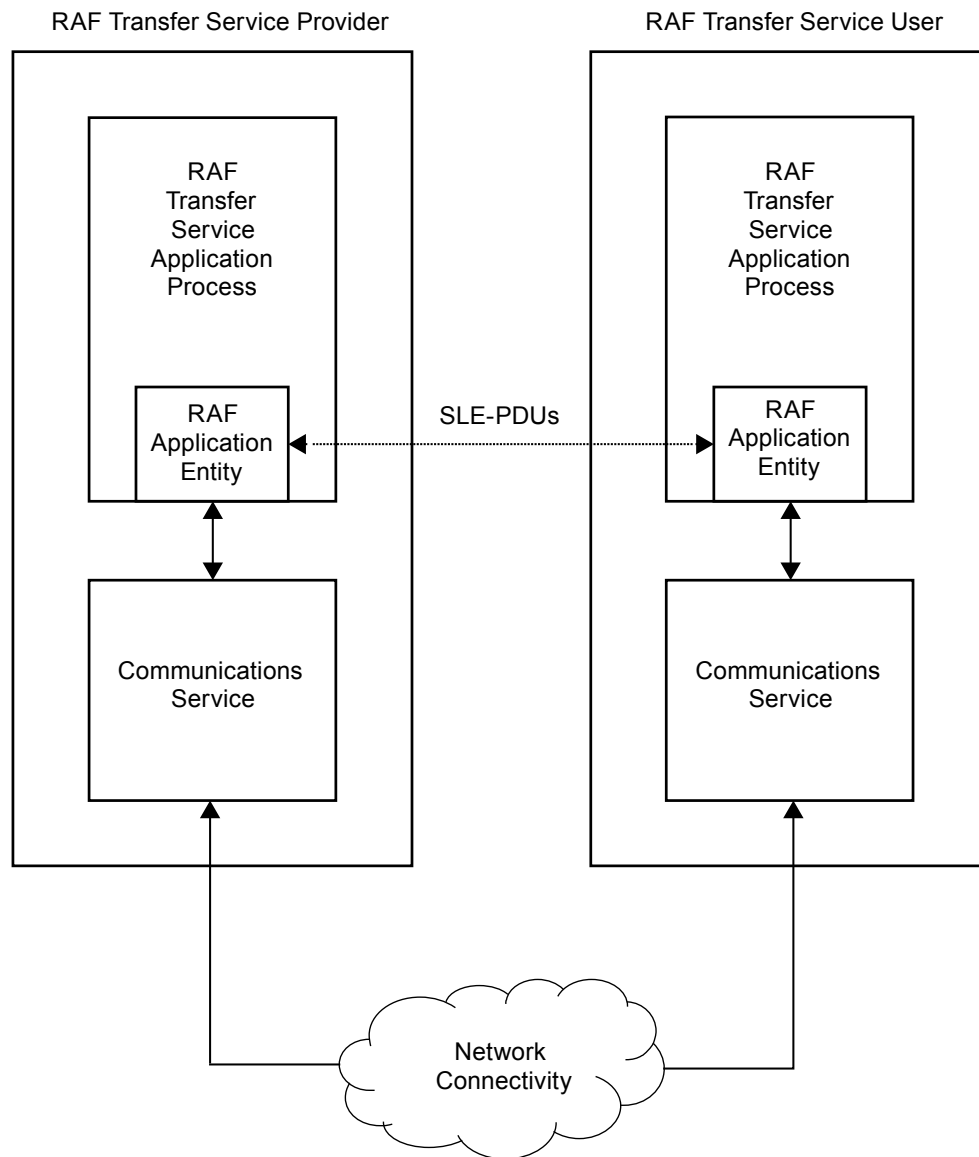 RAF Transfer Service Provider
RAF Transfer Service User
RAF
Transfer
Service
Application
Process
RAF
Transfer
Service
Application
Process
RAF
Application
Entity
SLE-PDUs
RAF
Application
Entity
Communications
Service
Communications
Service
Network
Connectivity